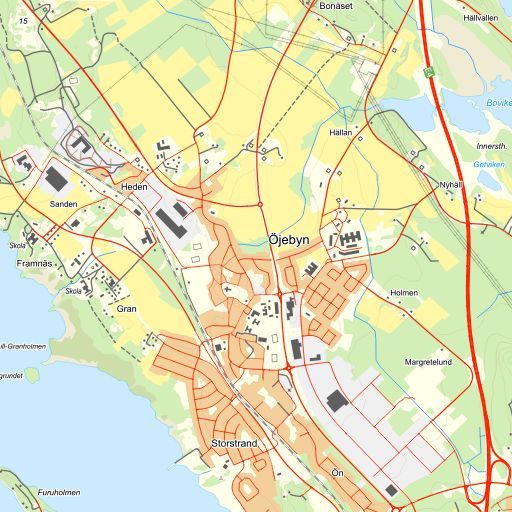 Bonäset
15
Hällvallen
Hällan
Innersth.
Getviken
Nyhäll
Heden
Sanden
Skola
Framnäs
Öjebyn
Skola
Holmen
Gran
ll-Granholmen
Margretelund
grundet
Storstrand
Ön
Furuholmen